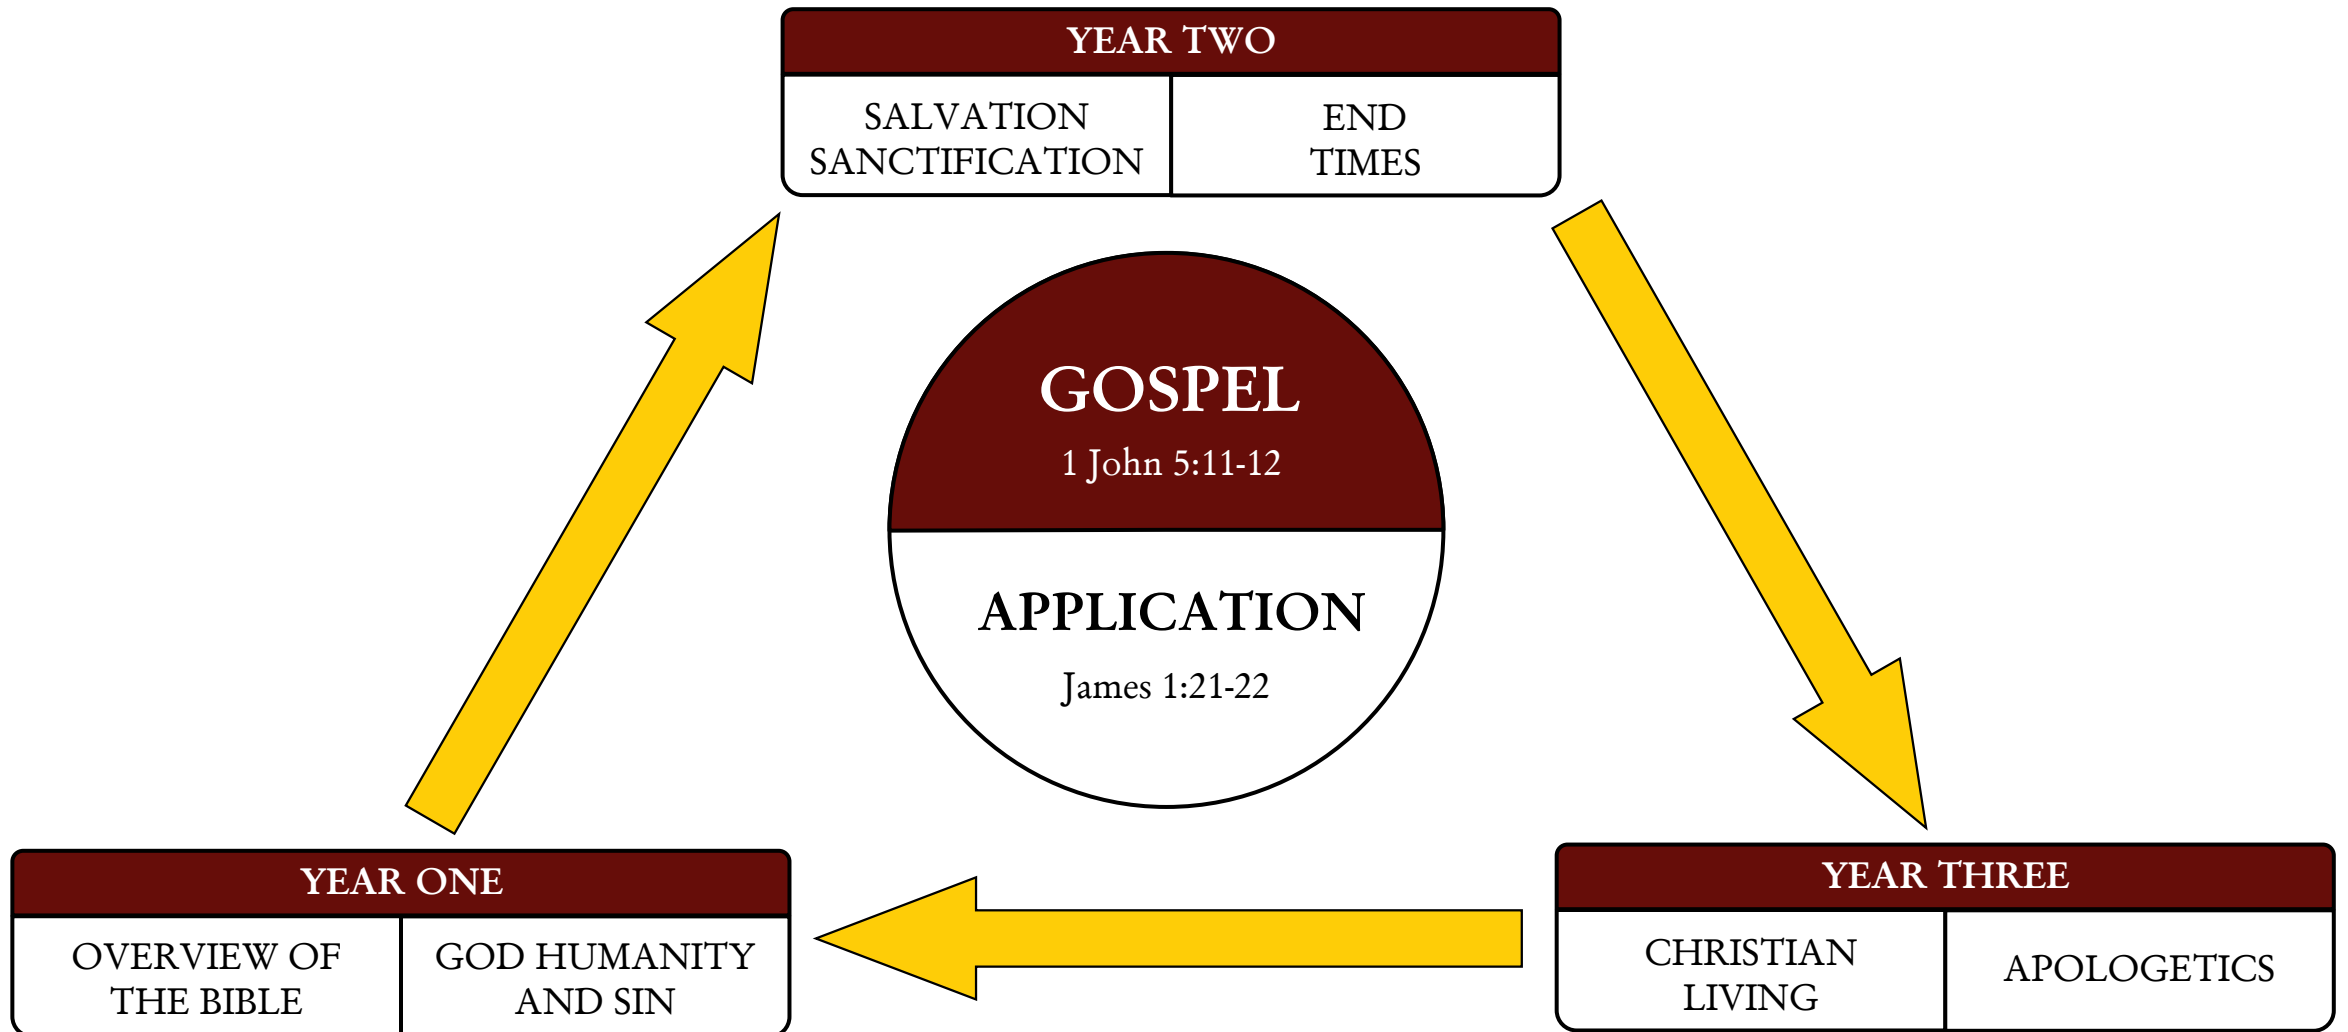 YEAR TWO
SALVATION
SANCTIFICATION
END
TIMES
GOSPEL
1 John 5:11-12
APPLICATION
James 1:21-22
YEAR ONE
OVERVIEW OF
THE BIBLE
GOD HUMANITY
AND SIN
YEAR THREE
CHRISTIAN
LIVING
APOLOGETICS